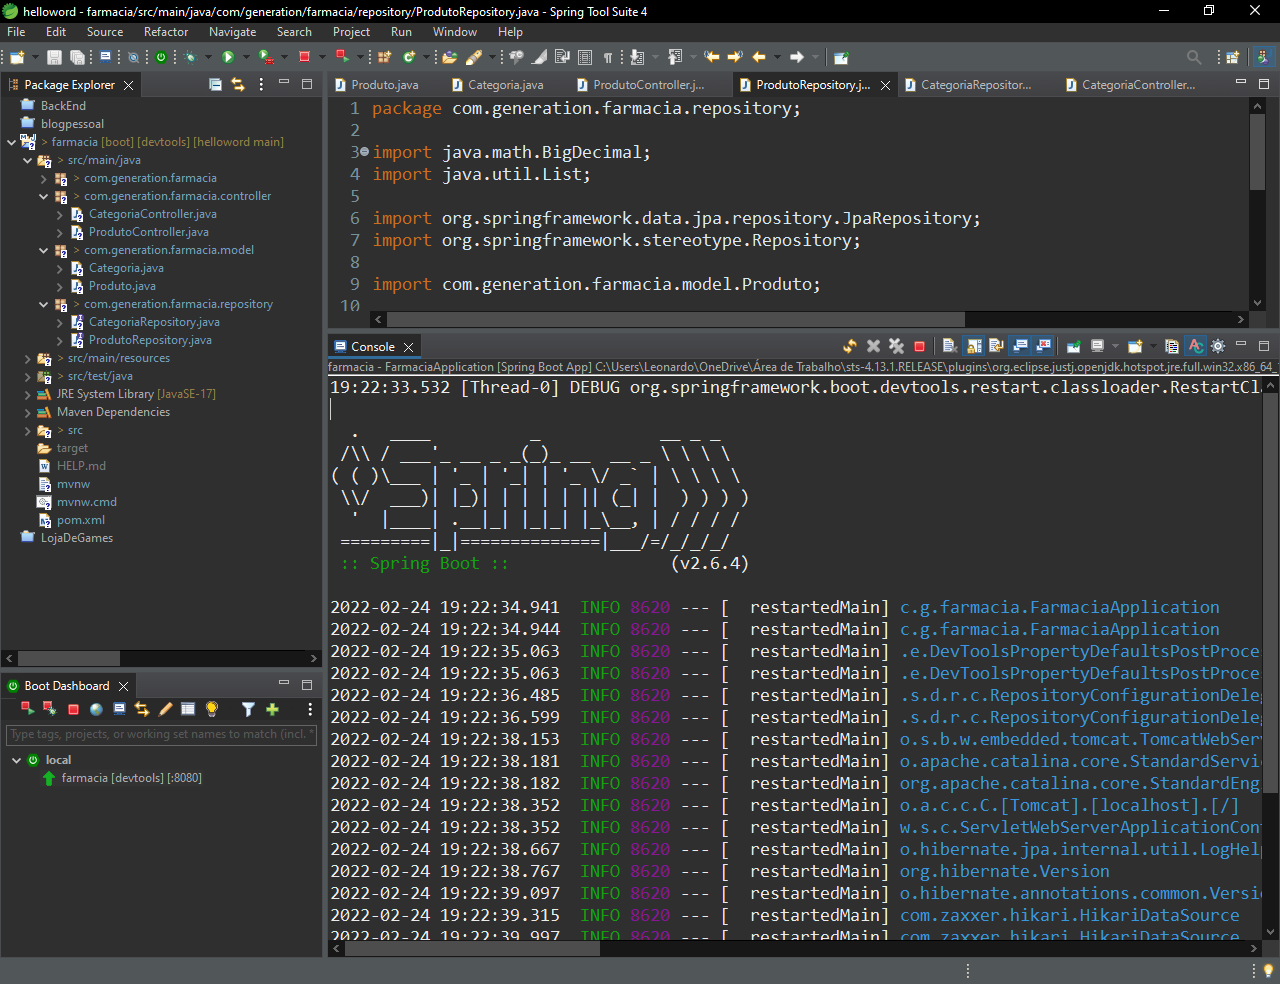 helloword - farmacia/src/main/java/com/generation/farmacia/repository/ProdutoRepository.java - Spring Tool Suite 4
File Edit Source Refactor Navigate Search Project Run Window Help
Package Explorer
BackEnd
blogpessoal
> farmacia [boot] [devtools] [helloword main]
> src/main/java
> com.generation.farmacia
> com.generation.farmacia.controller
CategoriaController.java
ProdutoController.java
> com.generation.farmacia.model
Categoria.java
Produto.java
> com.generation.farmacia.repository
CategoriaRepository.java
ProdutoRepository.java
> src/main/resources
> src/test/java
JRE System Library [JavaSE-17]
Maven Dependencies
> src
target
HELP.md
mvnw
mvnw.cmd
pom.xml
LojaDeGames
Boot Dashboard
Type tags, projects, or working set names to match (incl. *
local
farmacia [devtools] [:8080]
Produto.java Categoria.java ProdutoController.j... ProdutoRepository.j... CategoriaRepositor... CategoriaController...
1 package com.generation.farmacia.repository;
2
3 import java.math.BigDecimal;
4 import java.util.List;
5
6 import org.springframework.data.jpa.repository.JpaRepository;
7 import org.springframework.stereotype.Repository;
8
9 import com.generation.farmacia.model.Produto;
10
Console
farmacia - FarmaciaApplication [Spring Boot App] C:\Users\Leonardo\OneDrive\Área de Trabalho\sts-4.13.1.RELEASE\plugins\org.eclipse.justj.openjdk.hotspot.jre.full.win32.x86_64_
19:22:33.532 [Thread-0] DEBUG org.springframework.boot.devtools.restart.classloader.RestartCla
Spring
:: Spring Boot :: (v2.6.4)
2022-02-24 19:22:34.941 INFO 8620 --- [ restartedMain] c.g.farmacia.FarmaciaApplication
2022-02-24 19:22:34.944 INFO 8620 --- [ restartedMain] c.g.farmacia.FarmaciaApplication
2022-02-24 19:22:35.063 INFO 8620 --- [ restartedMain] .e.DevToolsPropertyDefaultsPostProce
2022-02-24 19:22:35.063 INFO 8620 --- [ restartedMain] .e.DevToolsPropertyDefaultsPostProce
2022-02-24 19:22:36.485 INFO 8620 --- [ restartedMain] .s.d.r.c.RepositoryConfigurationDeleg
2022-02-24 19:22:36.599 INFO 8620 --- [ restartedMain] .s.d.r.c.RepositoryConfigurationDeleg
2022-02-24 19:22:38.153 INFO 8620 --- [ restartedMain] o.s.b.w.embedded.tomcat.TomcatWebServ
2022-02-24 19:22:38.181 INFO 8620 --- [ restartedMain] o.apache.catalina.core.StandardServi
2022-02-24 19:22:38.182 INFO 8620 --- [ restartedMain] org.apache.catalina.core.StandardEng
2022-02-24 19:22:38.352 INFO 8620 --- [ restartedMain] o.a.c.c.C.[Tomcat].[localhost].[/]
2022-02-24 19:22:38.352 INFO 8620 --- [ restartedMain] w.s.c.ServletWebServerApplicationCon
2022-02-24 19:22:38.667 INFO 8620 --- [ restartedMain] o.hibernate.jpa.internal.util.LogHelp
2022-02-24 19:22:38.767 INFO 8620 --- [ restartedMain] org.hibernate.Version
2022-02-24 19:22:39.097 INFO 8620 --- [ restartedMain] o.hibernate.annotations.common.Versio
2022-02-24 19:22:39.315 INFO 8620 --- [ restartedMain] com.zaxxer.hikari.HikariDataSource
2022-02-24 19:22:39.997 INFO 8620 --- [ restartedMain] com.zaxxer.hikari.HikariDataSource